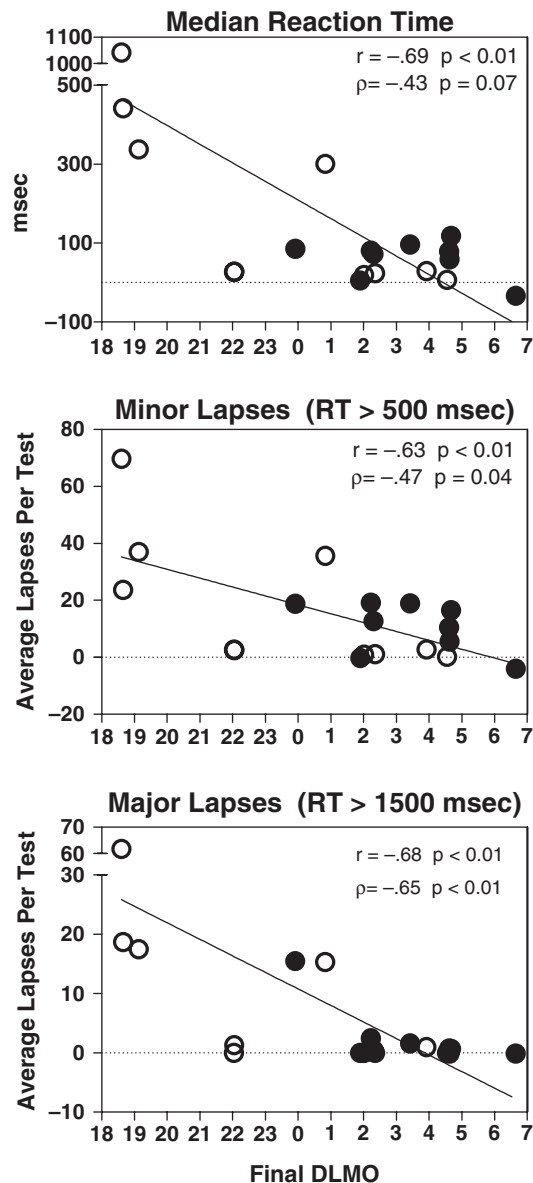 Median Reaction Time
r = –.69 p < 0.01
ρ= –.43 p = 0.07
msec
1100
1000
500
300
100
–100
18 19 20 21 22 23 0 1 2 3 4 5 6 7
Minor Lapses (RT > 500 msec)
r = –.63 p < 0.01
ρ= –.47 p = 0.04
Average Lapses Per Test
80
60
40
20
0
–20
18 19 20 21 22 23 0 1 2 3 4 5 6 7
Major Lapses (RT > 1500 msec)
r = –.68 p < 0.01
ρ= –.65 p < 0.01
Average Lapses Per Test
70
60
30
20
10
0
–10
18 19 20 21 22 23 0 1 2 3 4 5 6 7
Final DLMO